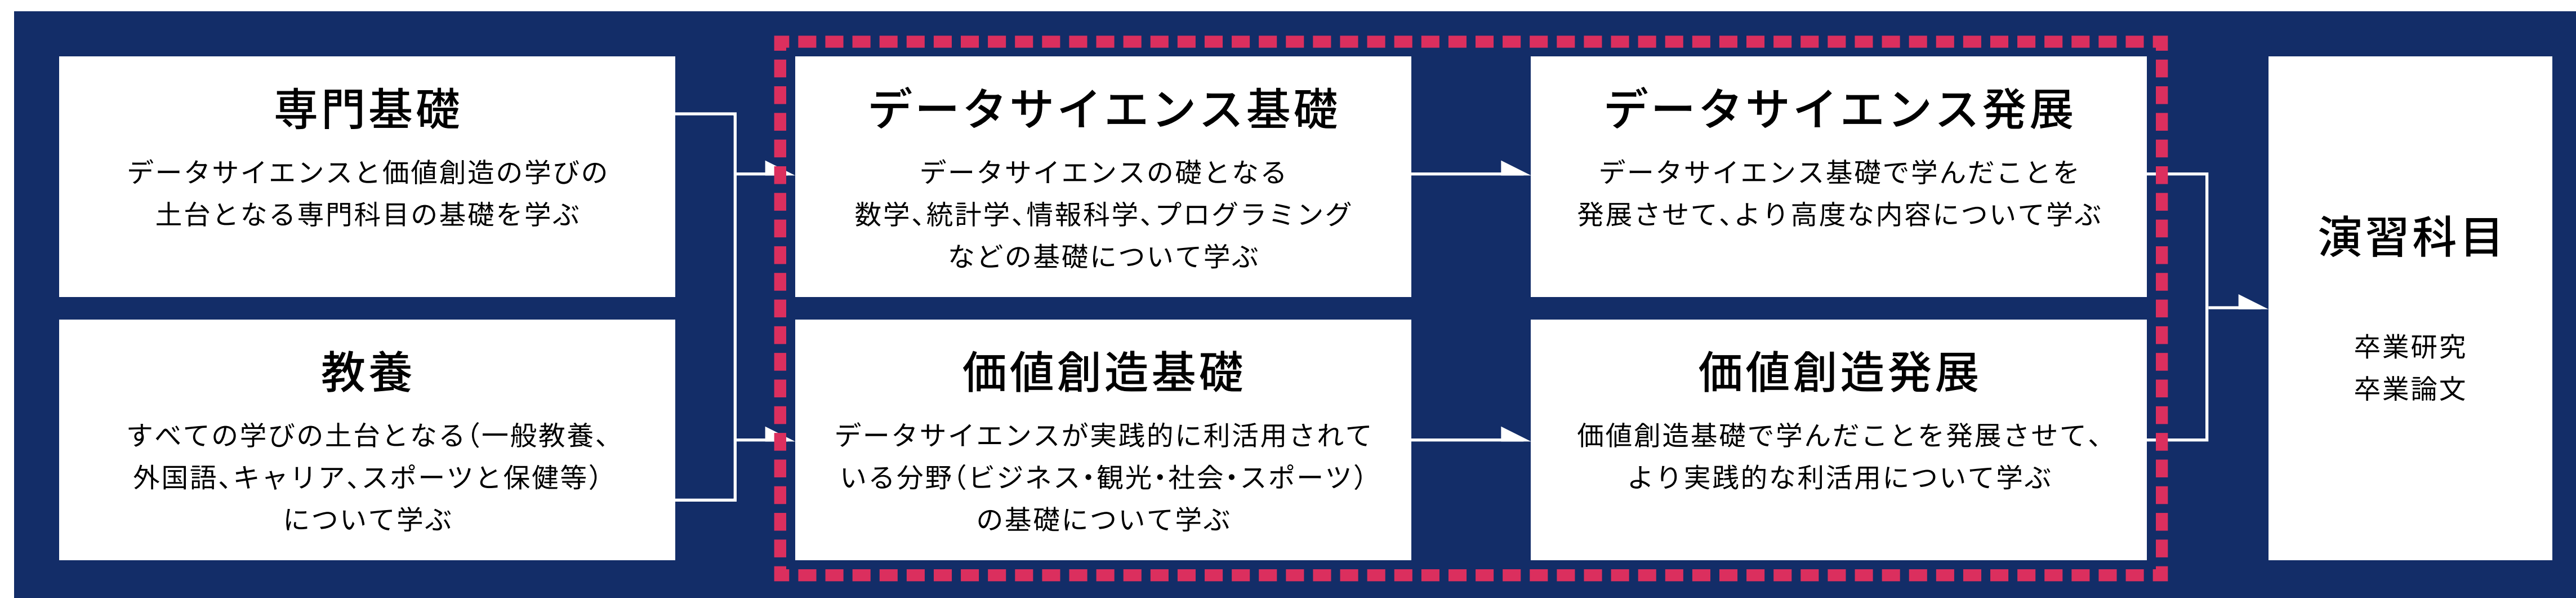 専門基礎
データサイエンスと価値創造の学びの
土台となる専門科目の基礎を学ぶ
教養
すべての学びの土台となる（一般教養、
外国語、キャリア、スポーツと保健等）
について学ぶ
データサイエンス基礎
データサイエンスの礎となる
数学、統計学、情報科学、プログラミング
などの基礎について学ぶ
価値創造基礎
データサイエンスが実践的に利活用されて
いる分野（ビジネス・観光・社会・スポーツ）
の基礎について学ぶ
データサイエンス発展
データサイエンス基礎で学んだことを
発展させて、より高度な内容について学ぶ
価値創造発展
価値創造基礎で学んだことを発展させて、
より実践的な利活用について学ぶ
演習科目
卒業研究
卒業論文